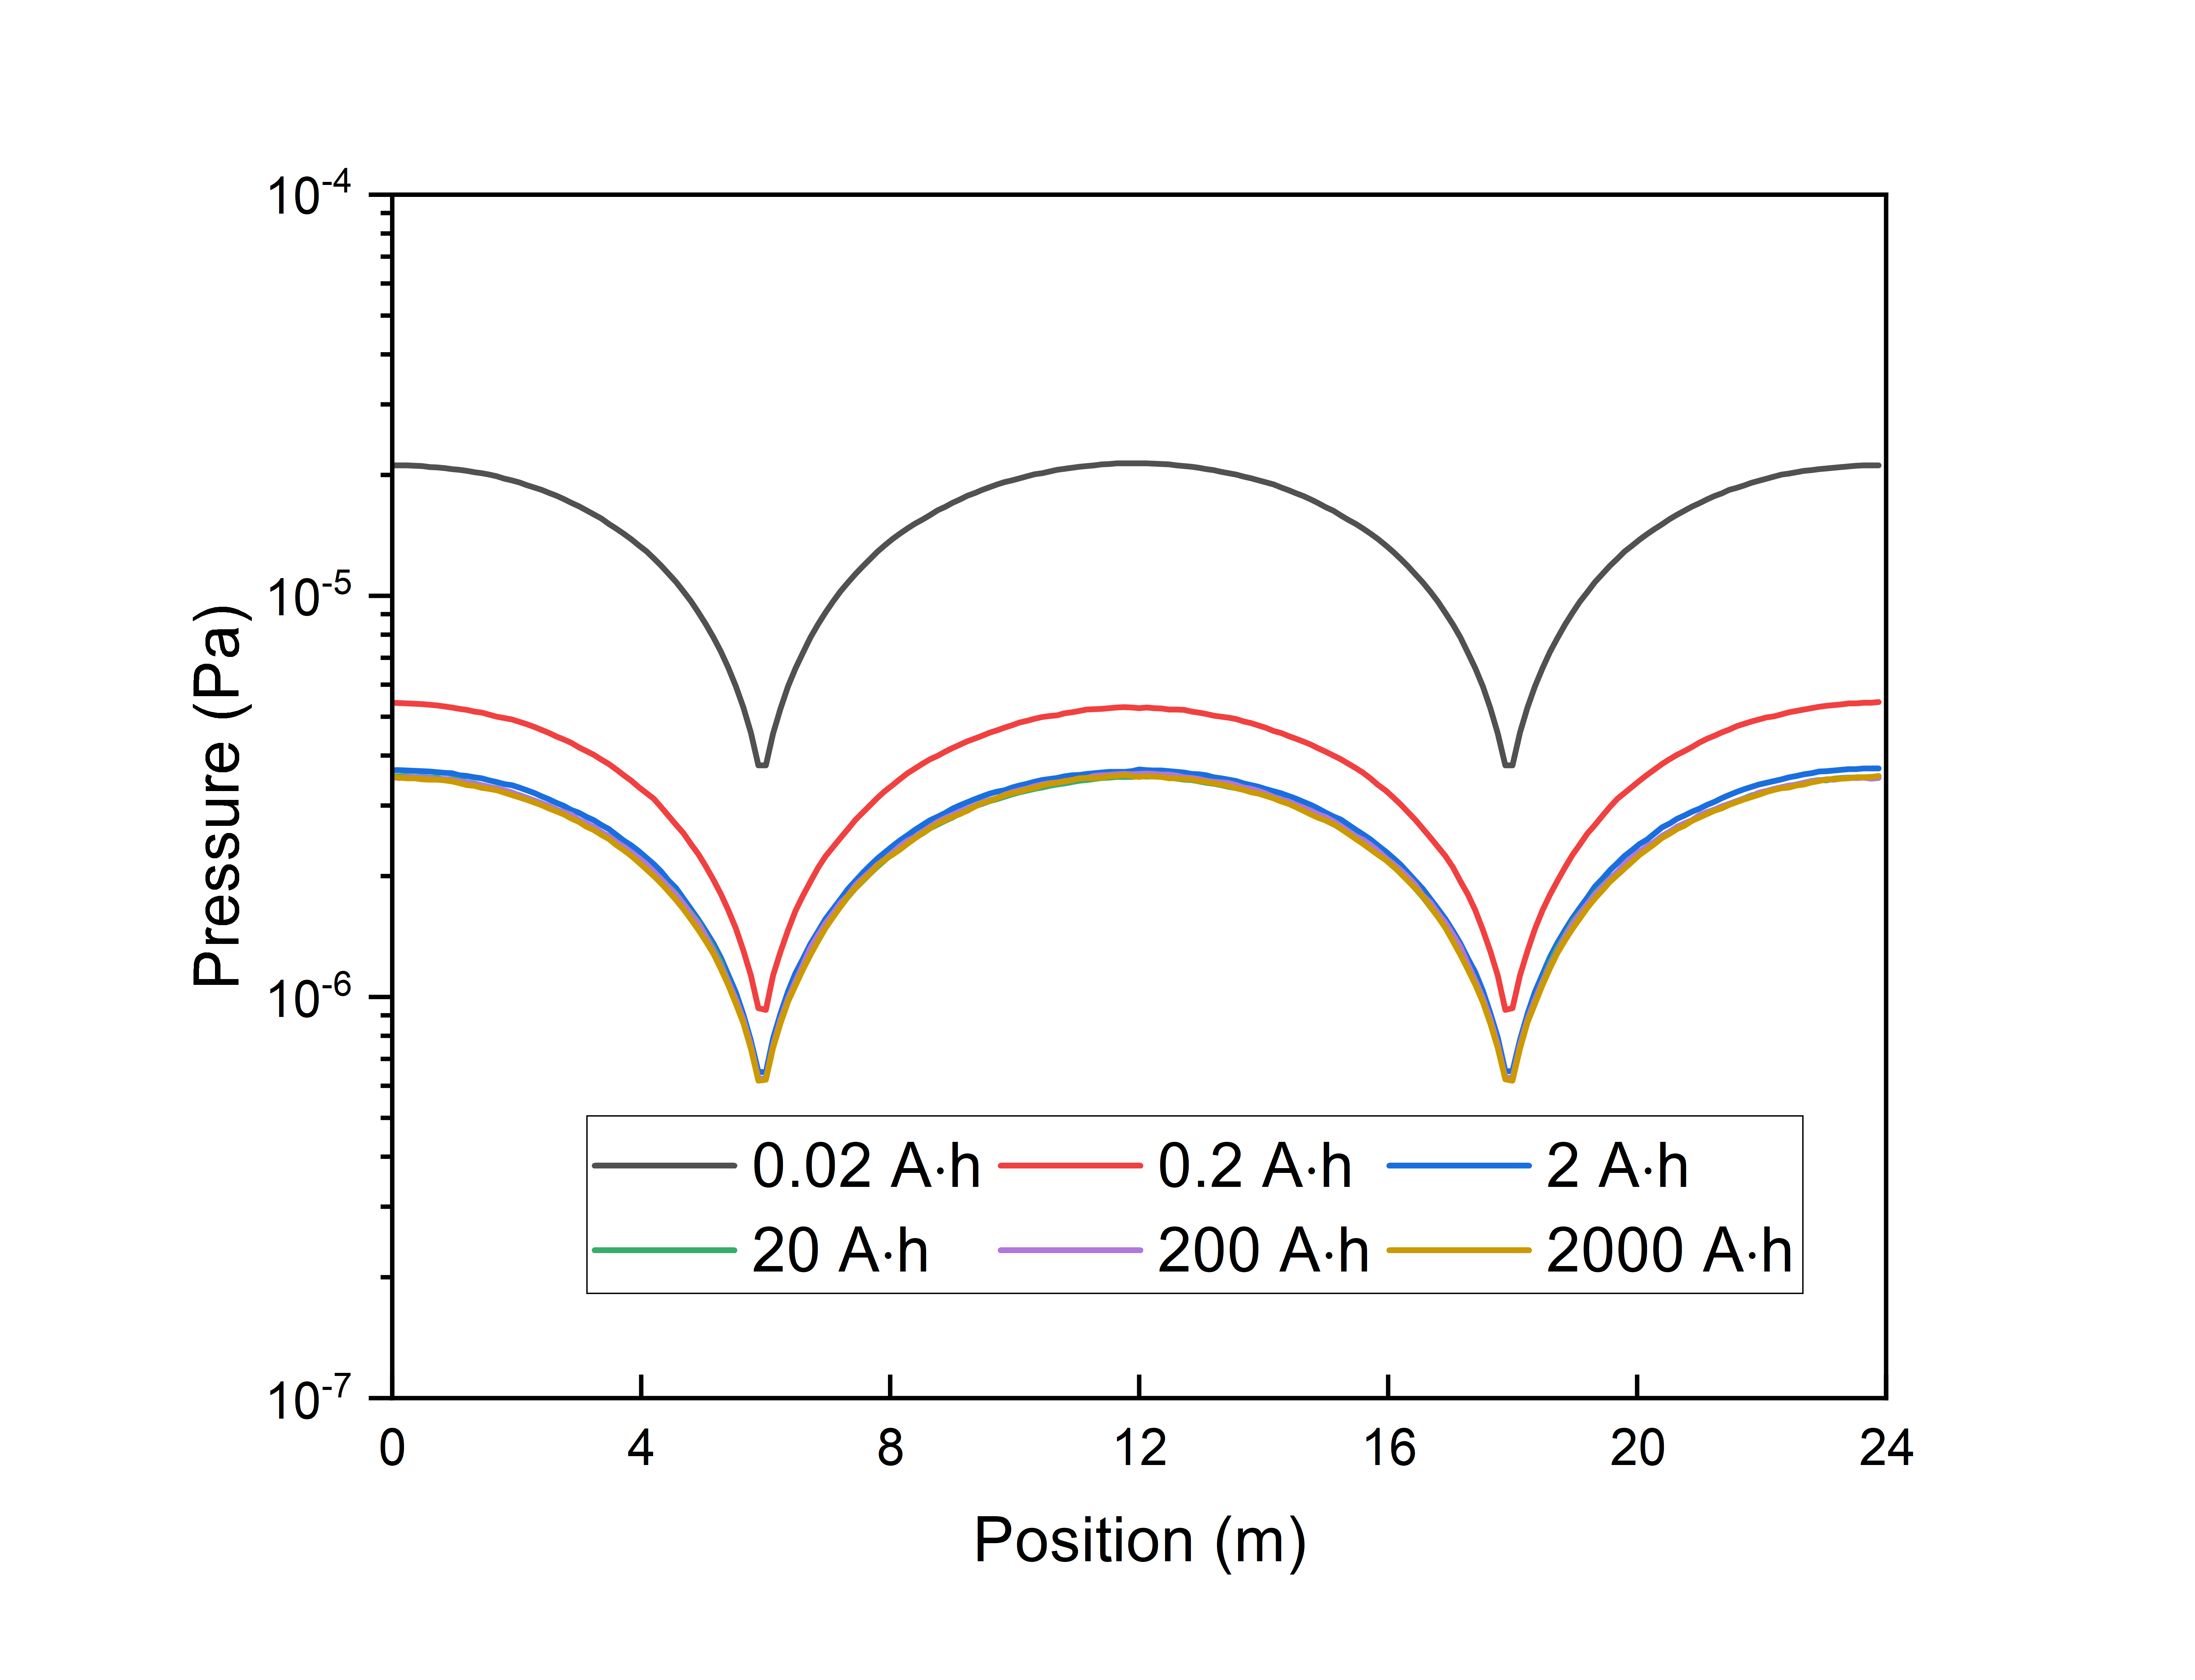 10-4
10-5
10-6
10-7
Pressure (Pa)
0.02 A·h 0.2 A·h 2 A·h
20 A·h 200 A·h 2000 A·h
0 4 8 12 16 20 24
Position (m)